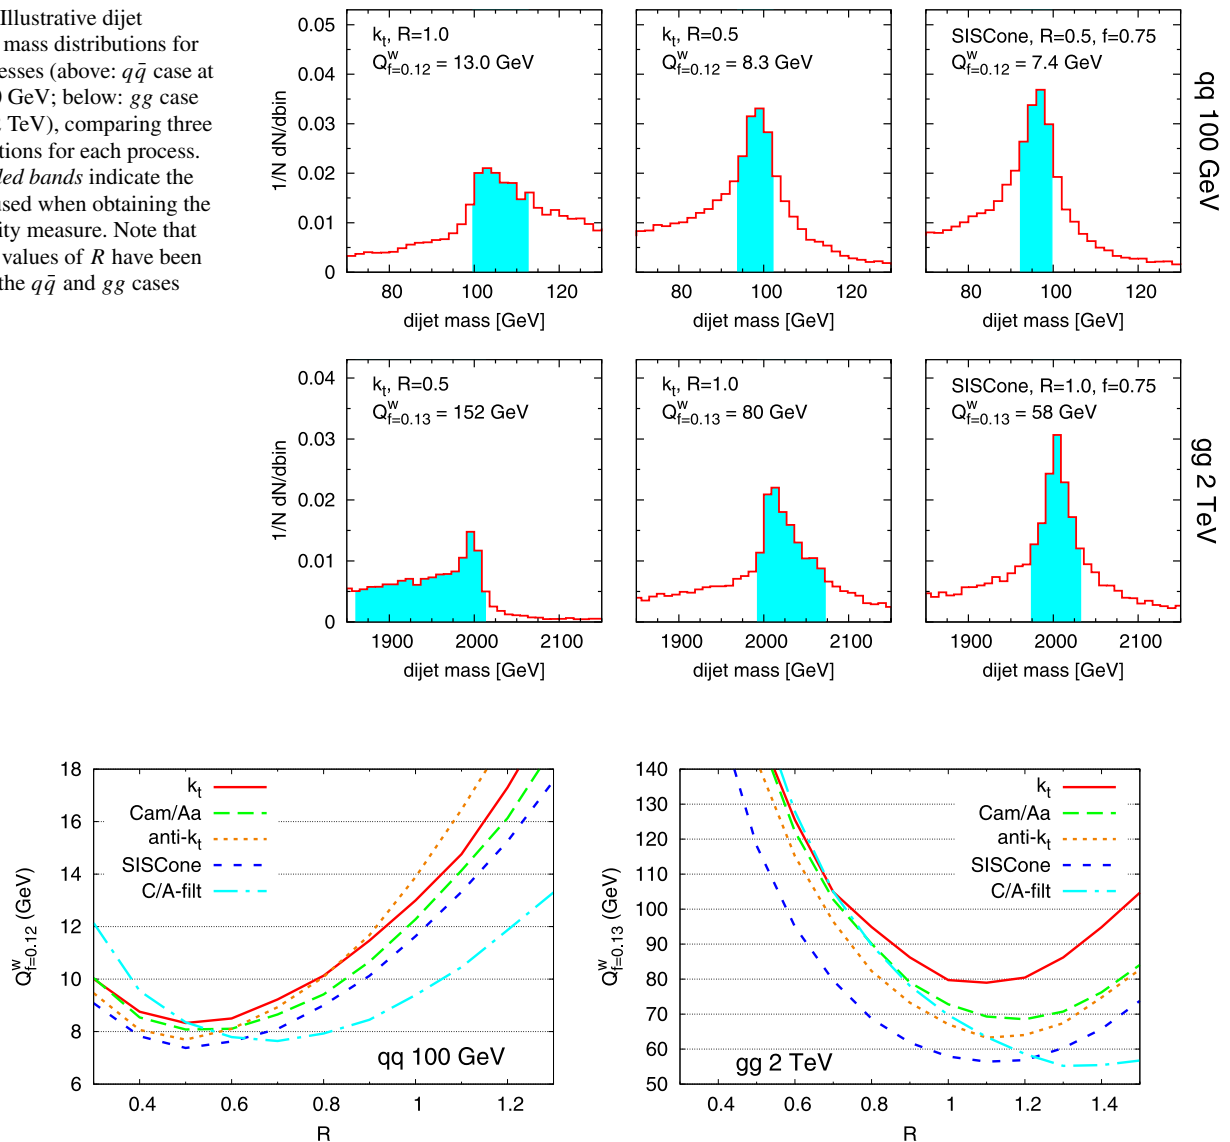 Illustrative dijet
mass distributions for
esses (above: qq̄ case at
0 GeV; below: gg case
TeV), comparing three
tions for each process.
led bands indicate the
used when obtaining the
ity measure. Note that
values of R have been
the qq̄ and gg cases
k_t, R=1.0
Q^w_f=0.12 = 13.0 GeV
k_t, R=0.5
Q^w_f=0.12 = 8.3 GeV
SISCone, R=0.5, f=0.75
Q^w_f=0.12 = 7.4 GeV
qq 100 GeV
1/N dN/dbin
0.05
0.04
0.03
0.02
0.01
0
80 100 120
80 100 120
80 100 120
dijet mass [GeV]
dijet mass [GeV]
dijet mass [GeV]
k_t, R=0.5
Q^w_f=0.13 = 152 GeV
k_t, R=1.0
Q^w_f=0.13 = 80 GeV
SISCone, R=1.0, f=0.75
Q^w_f=0.13 = 58 GeV
gg 2 TeV
1/N dN/dbin
0.04
0.03
0.02
0.01
0
1900 2000 2100
1900 2000 2100
1900 2000 2100
dijet mass [GeV]
dijet mass [GeV]
dijet mass [GeV]
Q^w_f=0.12 (GeV)
18
16
14
12
10
8
6
k_t
Cam/Aa
anti-k_t
SISCone
C/A-filt
qq 100 GeV
0.4 0.6 0.8 1 1.2
R
Q^w_f=0.13 (GeV)
140
130
120
110
100
90
80
70
60
50
k_t
Cam/Aa
anti-k_t
SISCone
C/A-filt
gg 2 TeV
0.4 0.6 0.8 1 1.2 1.4
R